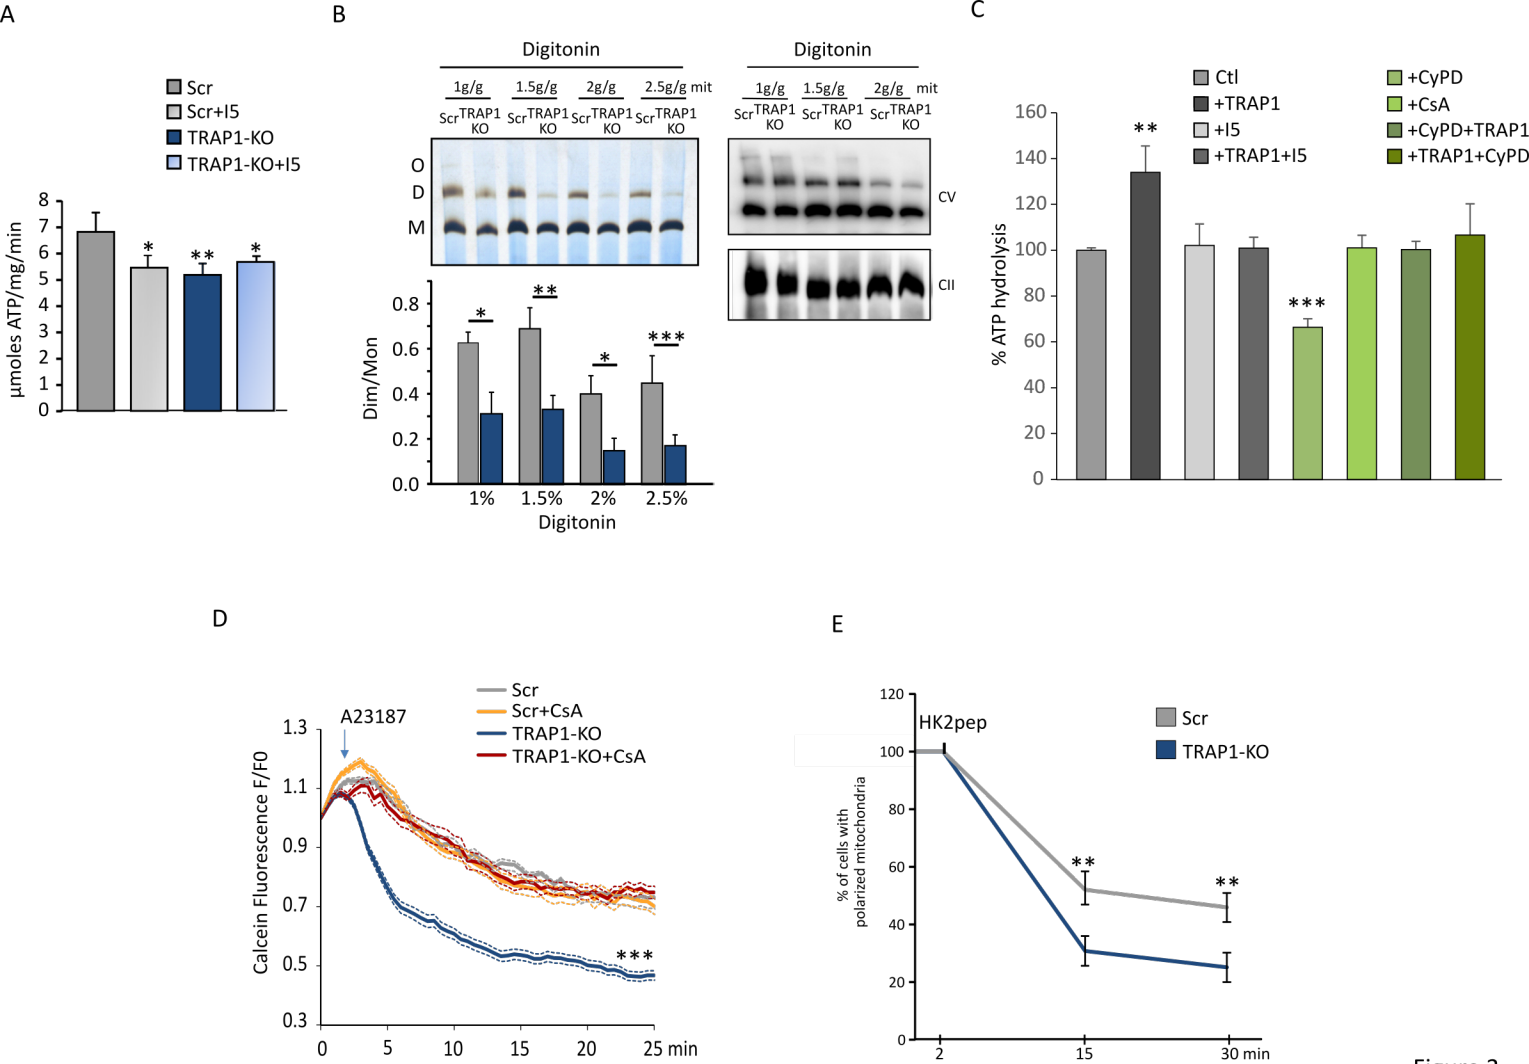 A
Scr
Scr+I5
TRAP1-KO
TRAP1-KO+I5
μmoles ATP/mg/min
8
7
6
5
4
3
2
1
0
*
**
*
B
Digitonin
1g/g 1.5g/g 2g/g 2.5g/g mit
Scr TRAP1 KO Scr TRAP1 KO Scr TRAP1 KO Scr TRAP1 KO
O
D
M
Digitonin
1g/g 1.5g/g 2g/g mit
Scr TRAP1 KO Scr TRAP1 KO Scr TRAP1 KO
CV
CII
Dim/Mon
0.8
0.6
0.4
0.2
0.0
*
**
*
***
1% 1.5% 2% 2.5%
Digitonin
C
Ctl
+TRAP1
+I5
+TRAP1+I5
+CyPD
+CsA
+CyPD+TRAP1
+TRAP1+CyPD
% ATP hydrolysis
160
140
120
100
80
60
40
20
0
**
***
D
Scr
Scr+CsA
TRAP1-KO
TRAP1-KO+CsA
A23187
Calcein Fluorescence F/F0
1.3
1.1
0.9
0.7
0.5
0.3
***
0 5 10 15 20 25 min
E
Scr
TRAP1-KO
HK2pep
% of cells with
polarized mitochondria
120
100
80
60
40
20
0
**
**
2 15 30 min